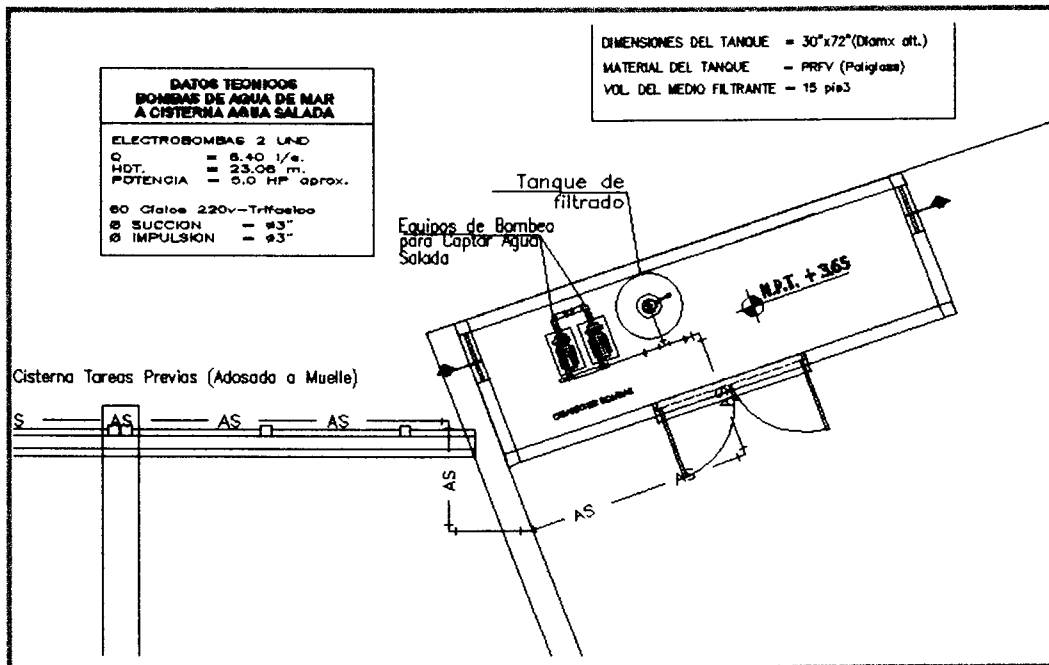 DIMENSIONES DEL TANQUE = 30"x72"(Diamx alt.)
MATERIAL DEL TANQUE - PRFV (Poliglass)
VOL. DEL MEDIO FILTRANTE - 15 pie3
DATOS TECNICOS
BOMBAS DE AGUA DE MAR
A CISTERNA AGUA SALADA
ELECTROBOMBAS 2 UND
Q = 6.40 l/s.
HDT. = 23.06 m.
POTENCIA = 5.0 HP aprox.
60 Ciclos 220v-Trifasico
Ø SUCCION = ø3"
Ø IMPULSION = ø3"
Tanque de
filtrado
Equipos de Bombeo
para Captar Agua
Salada
N.P.T. + 3.65
Cisterna Tareas Previas (Adosada a Muelle)
S AS AS AS
AS
AS
AS
AS